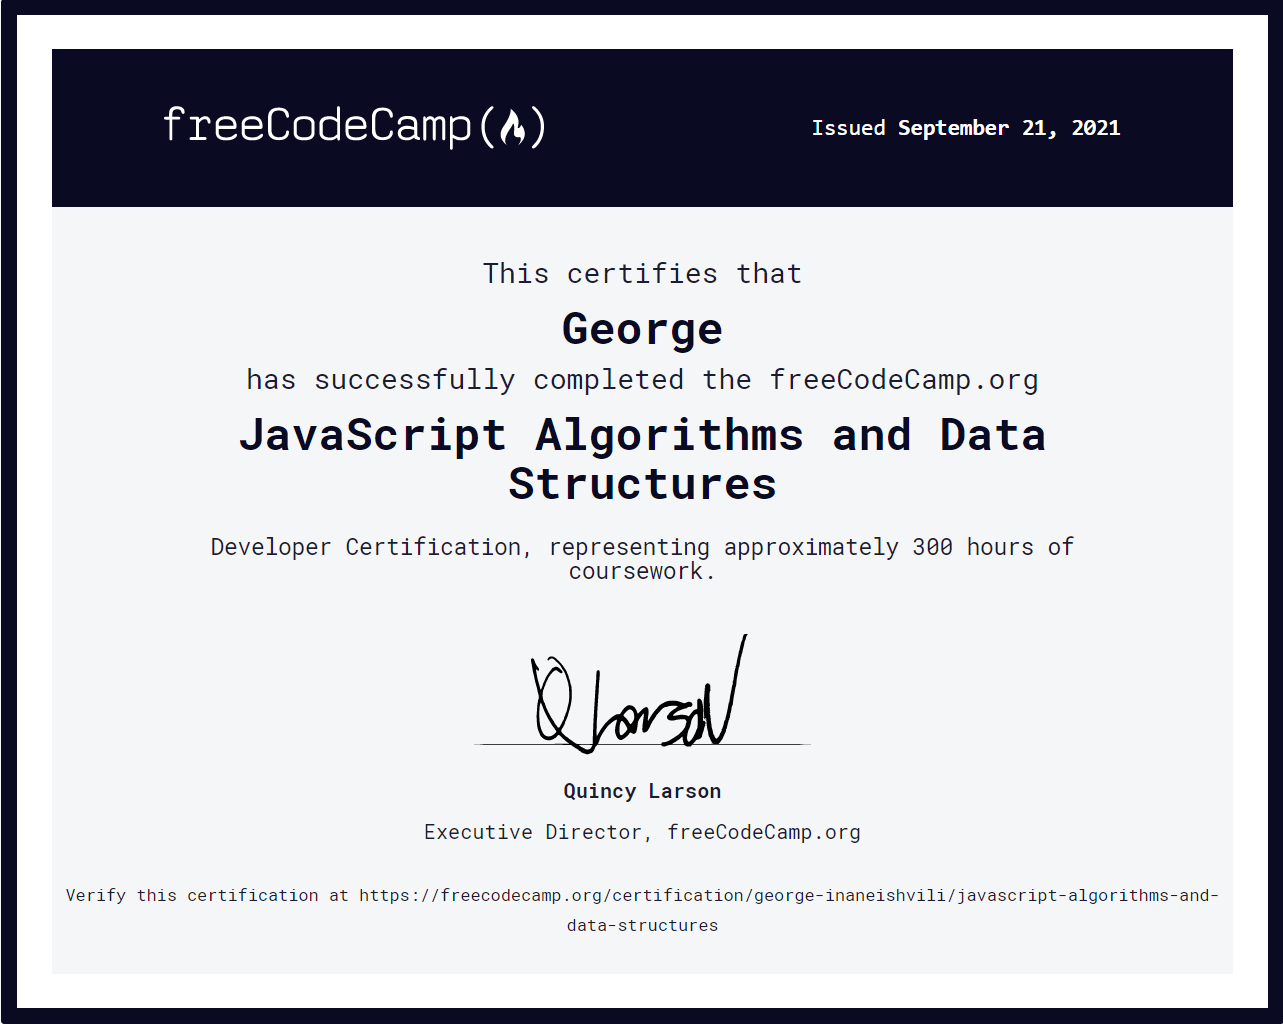 freeCodeCamp
Issued September 21, 2021
This certifies that
George
has successfully completed the freeCodeCamp.org
JavaScript Algorithms and Data
Structures
Developer Certification, representing approximately 300 hours of
coursework.
Q Larson
Quincy Larson
Executive Director, freeCodeCamp.org
Verify this certification at https://freecodecamp.org/certification/george-inaneishvili/javascript-algorithms-and-
data-structures